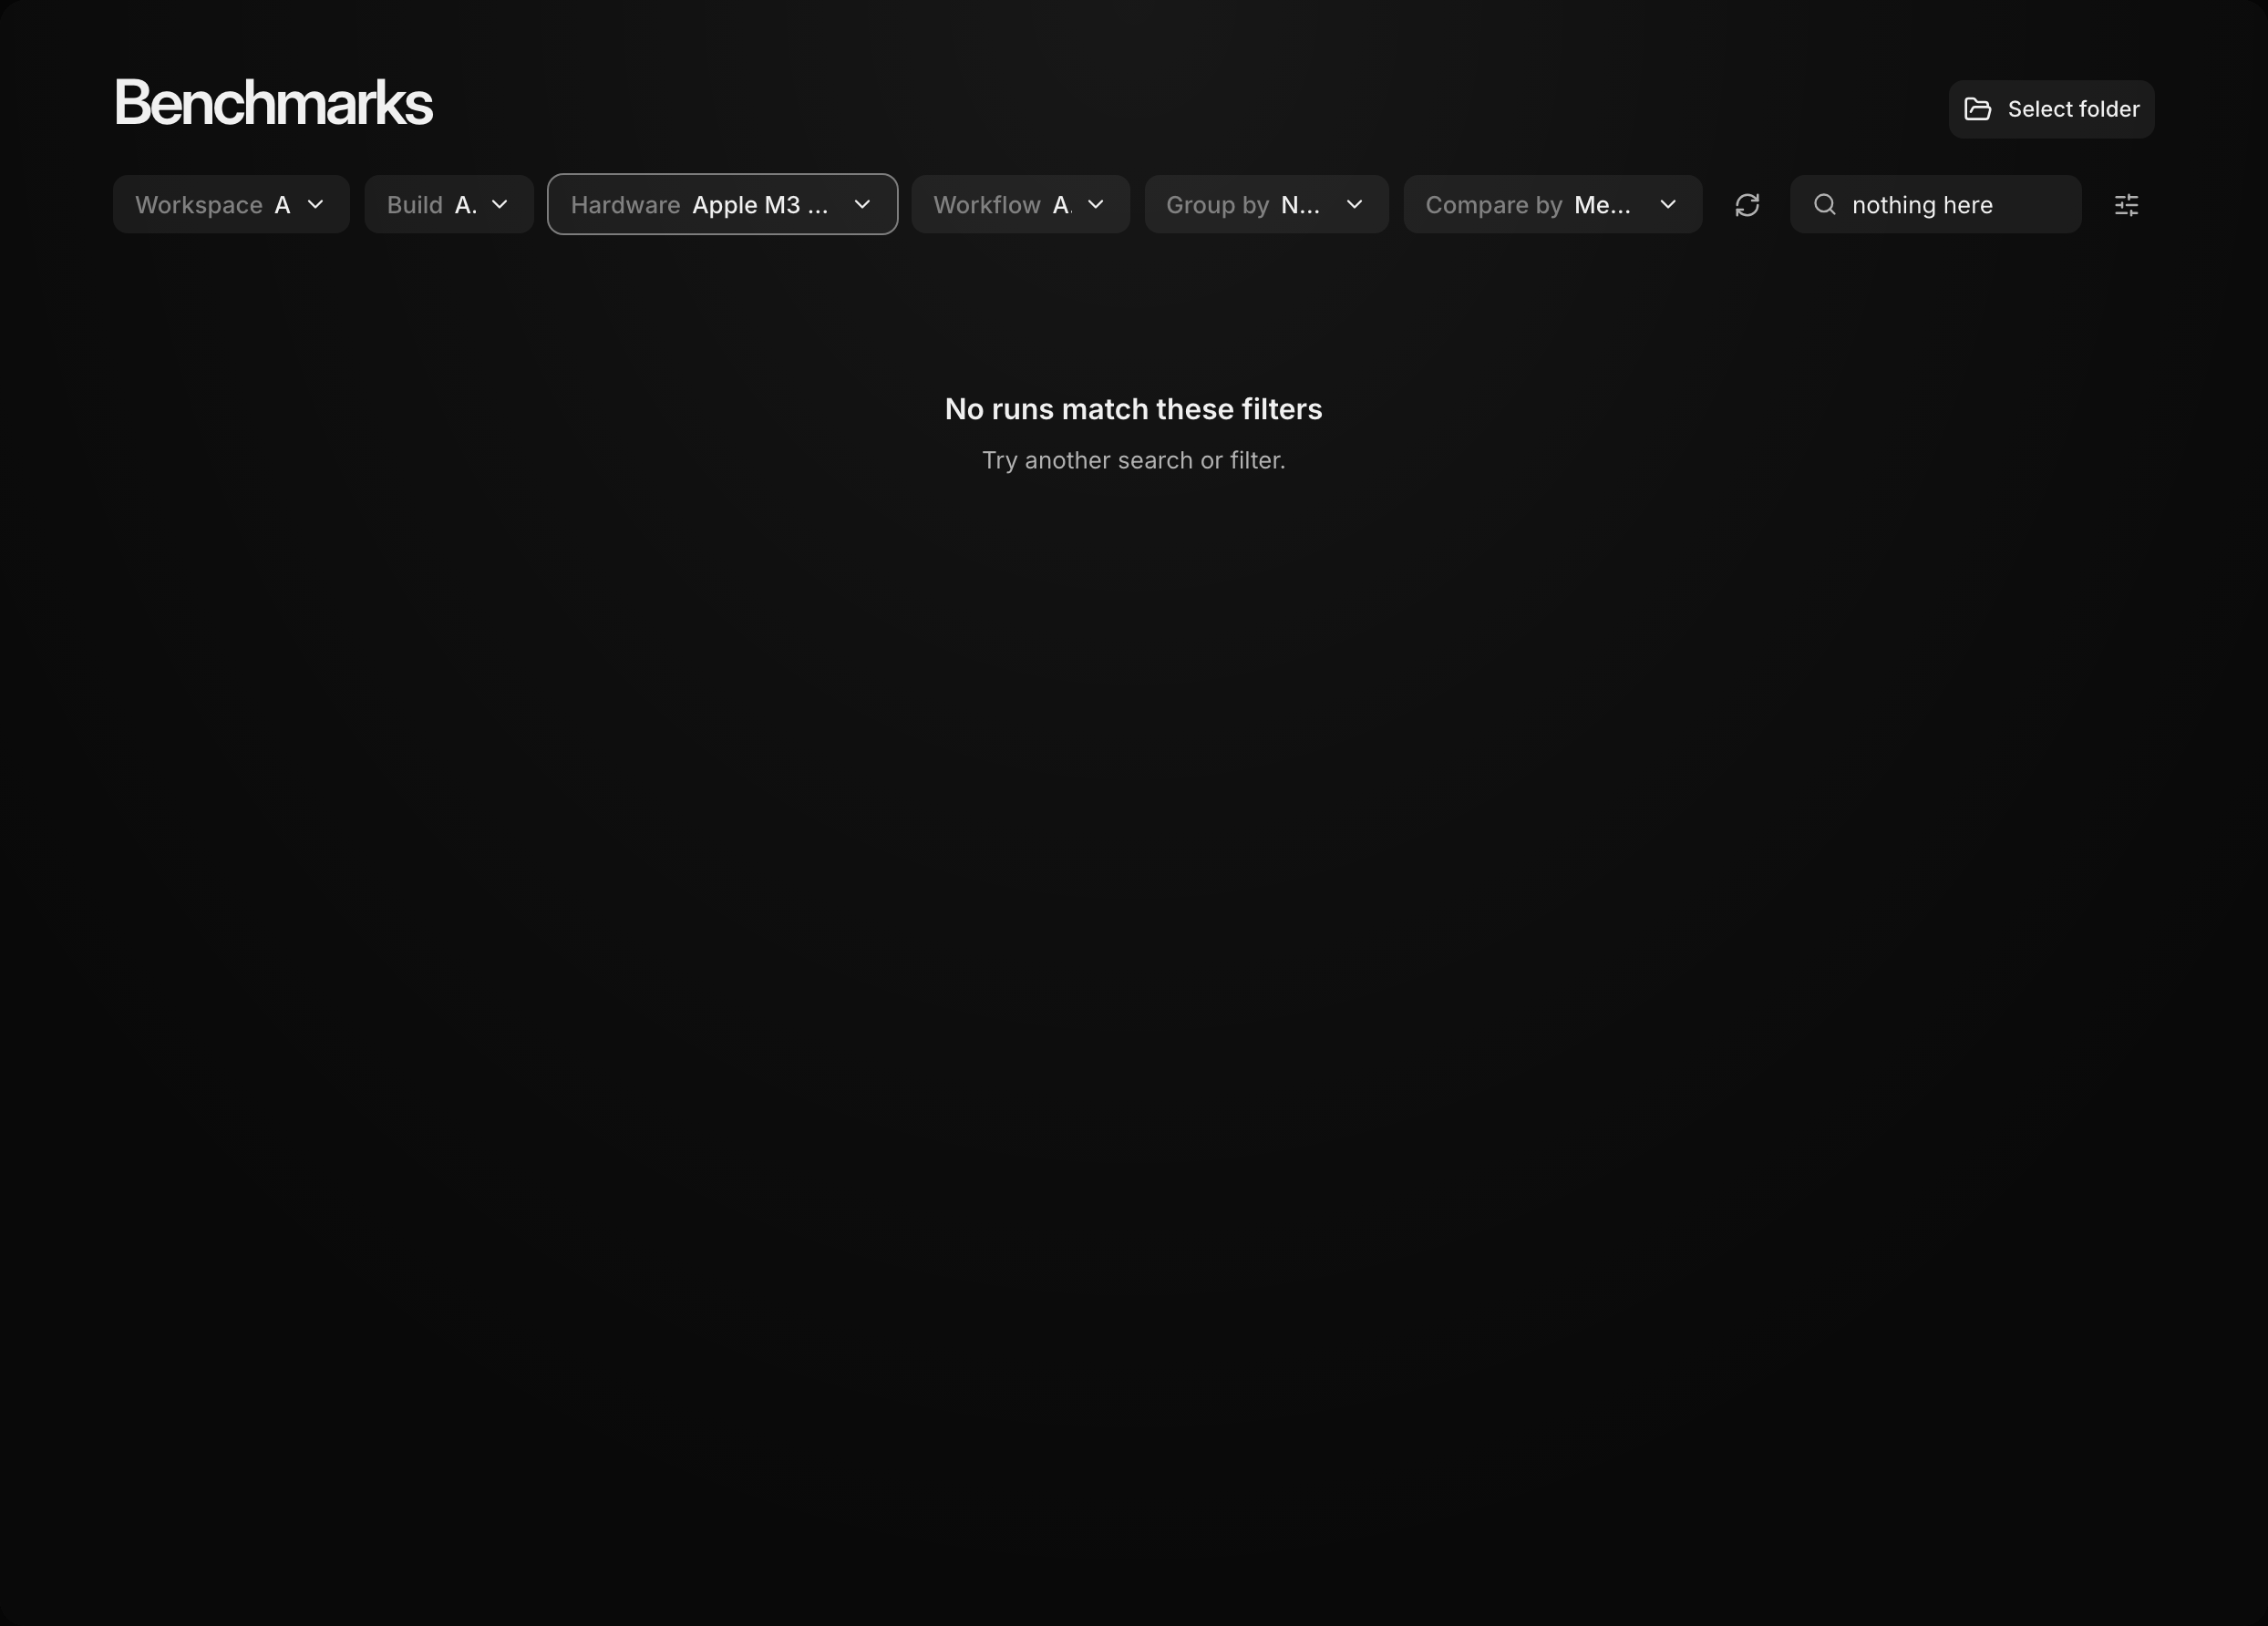 Benchmarks
Select folder
Workspace A
Build A.
Hardware Apple M3 ...
Workflow A.
Group by N...
Compare by Me...
nothing here
No runs match these filters
Try another search or filter.